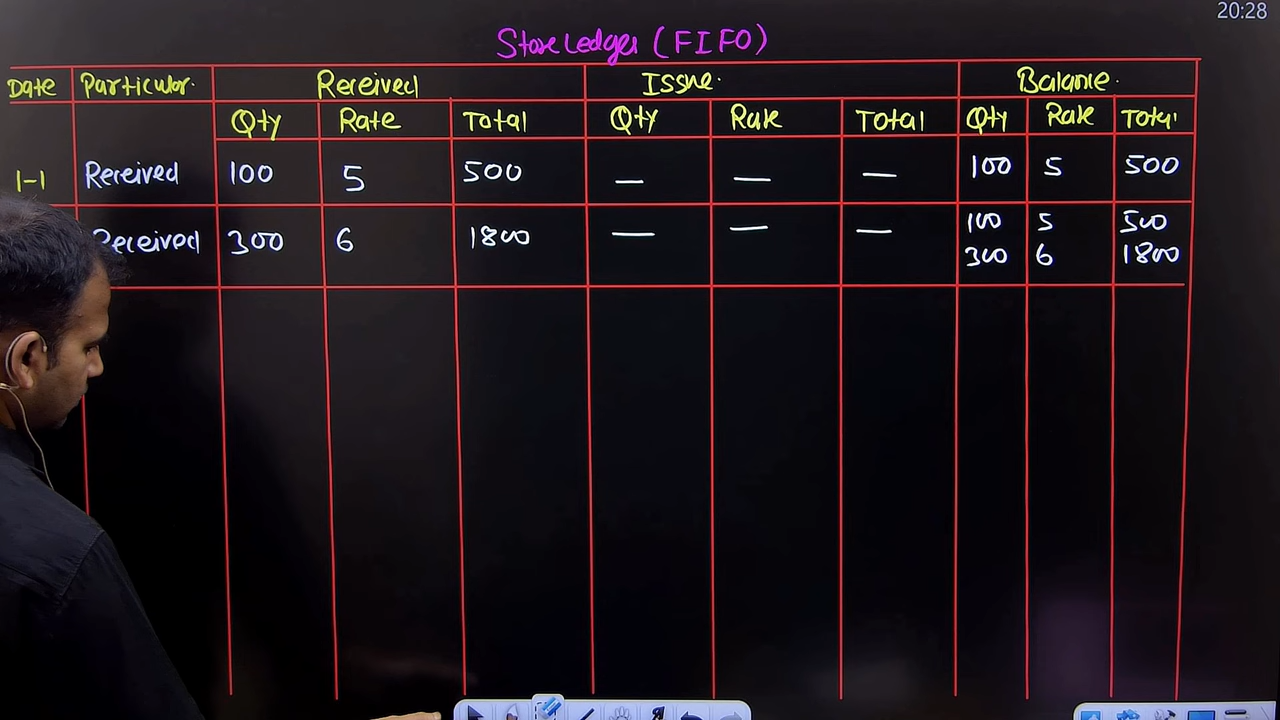 20:28
Store Ledger (FIFO)
Date Particular. Received Issue. Balance.
Qty Rate Total Qty Rate Total Qty Rate Total
1-1 Received 100 5 500 — — — 100 5 500
Received 300 6 1800 — — — 100 5 500
300 6 1800